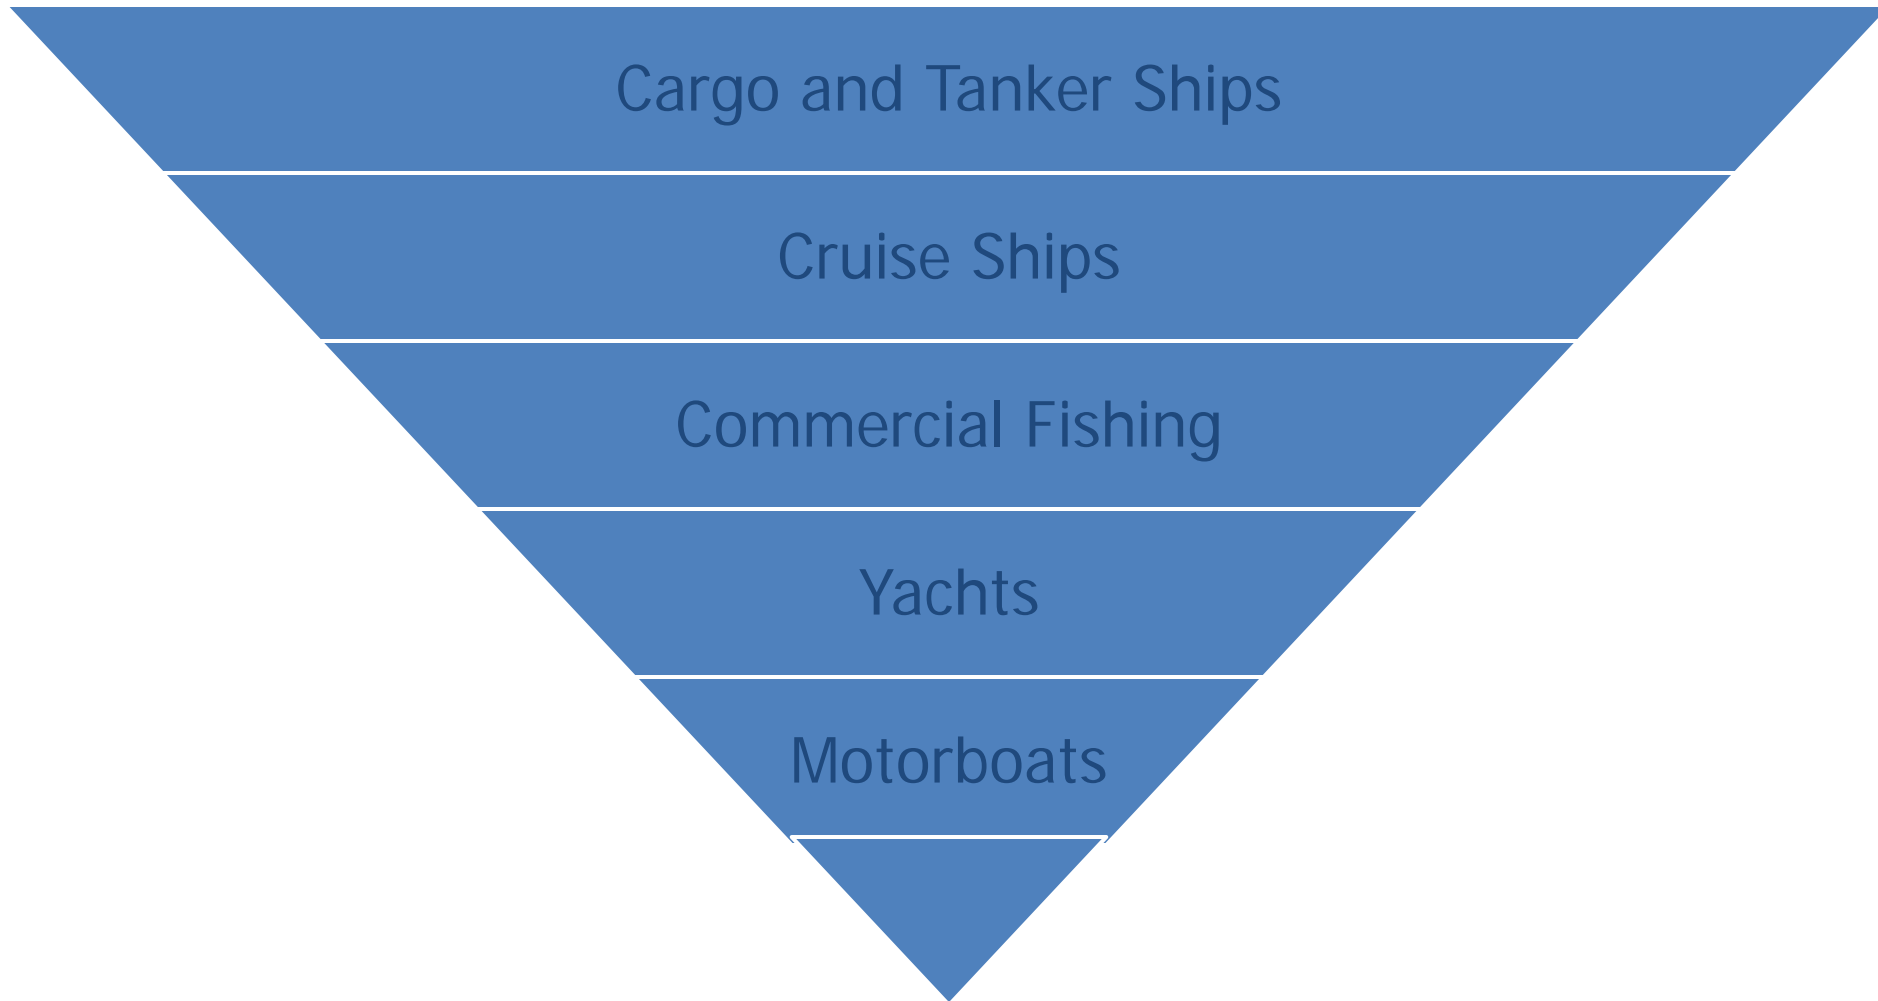 Cargo and Tanker Ships
Cruise Ships
Commercial Fishing
Yachts
Motorboats